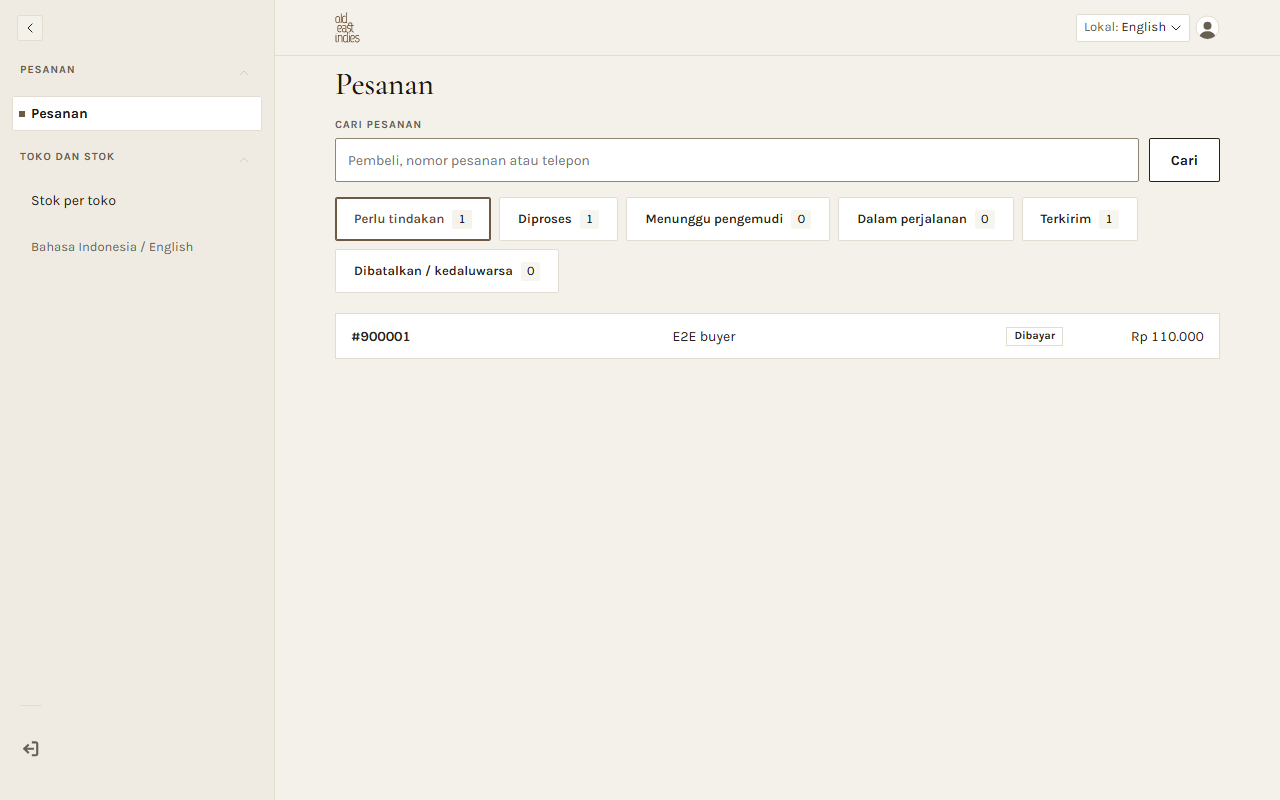 old
east
indies
Lokal: English
PESANAN
Pesanan
TOKO DAN STOK
Stok per toko
Bahasa Indonesia / English
Pesanan
CARI PESANAN
Pembeli, nomor pesanan atau telepon
Cari
Perlu tindakan 1
Diproses 1
Menunggu pengemudi 0
Dalam perjalanan 0
Terkirim 1
Dibatalkan / kedaluwarsa 0
#900001 E2E buyer Dibayar Rp 110.000